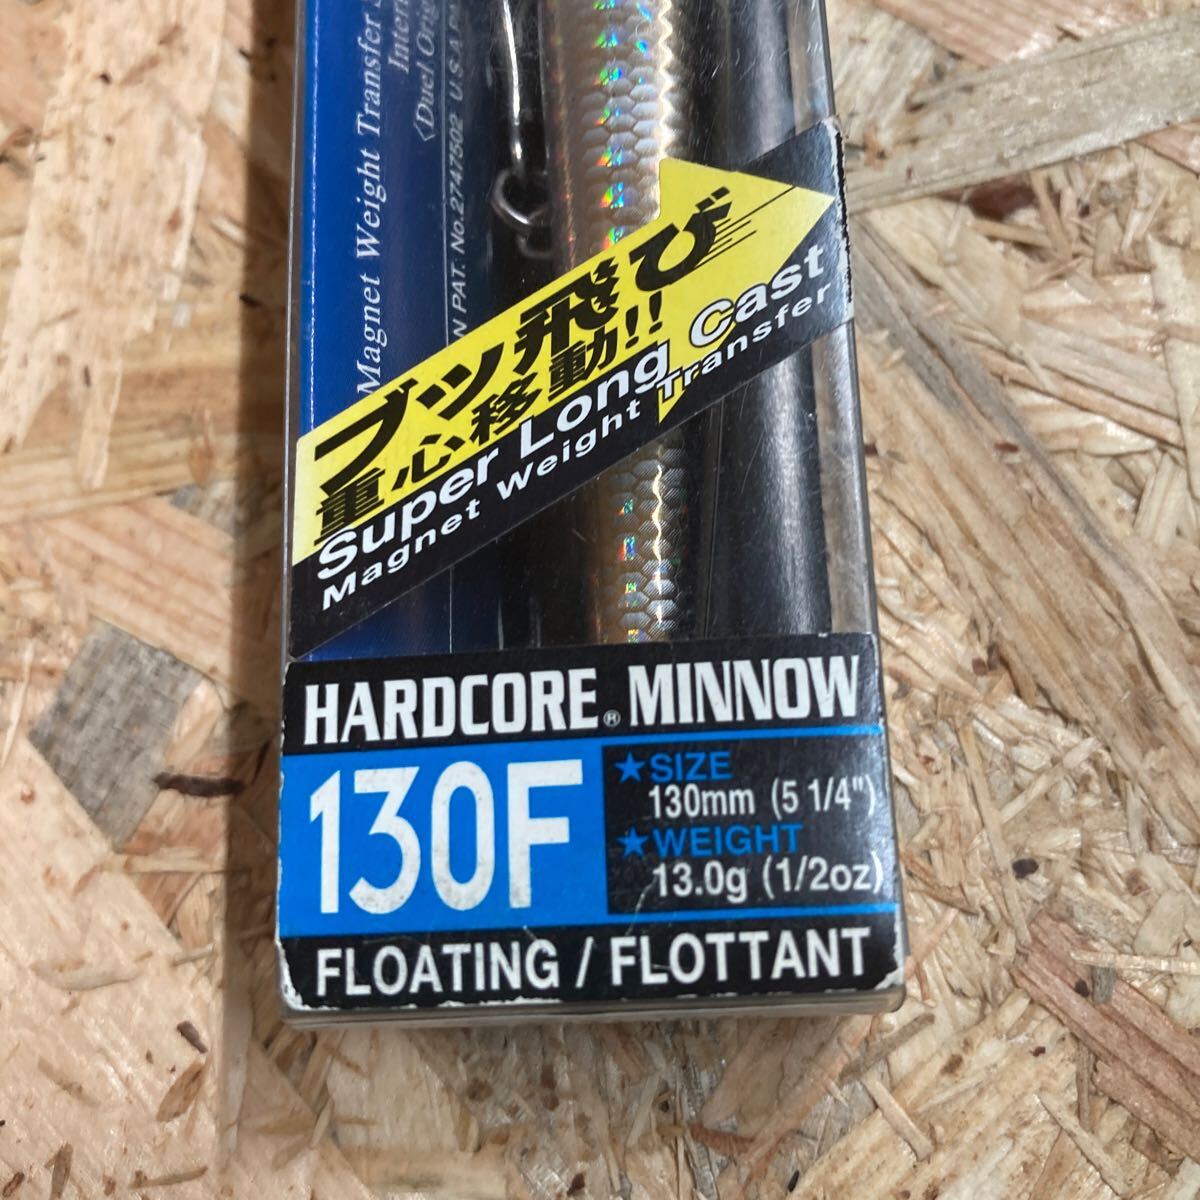 Magnet Weight Transfer
Inter
(Duel Orig
N PAT. No.2747502 U.S.A.P
ブッ飛び
重心移動!!
Super Long Cast
Magnet Weight Transfer
HARDCORE® MINNOW
130F
★SIZE
130mm (5 1/4")
★WEIGHT
13.0g (1/2oz)
FLOATING / FLOTTANT